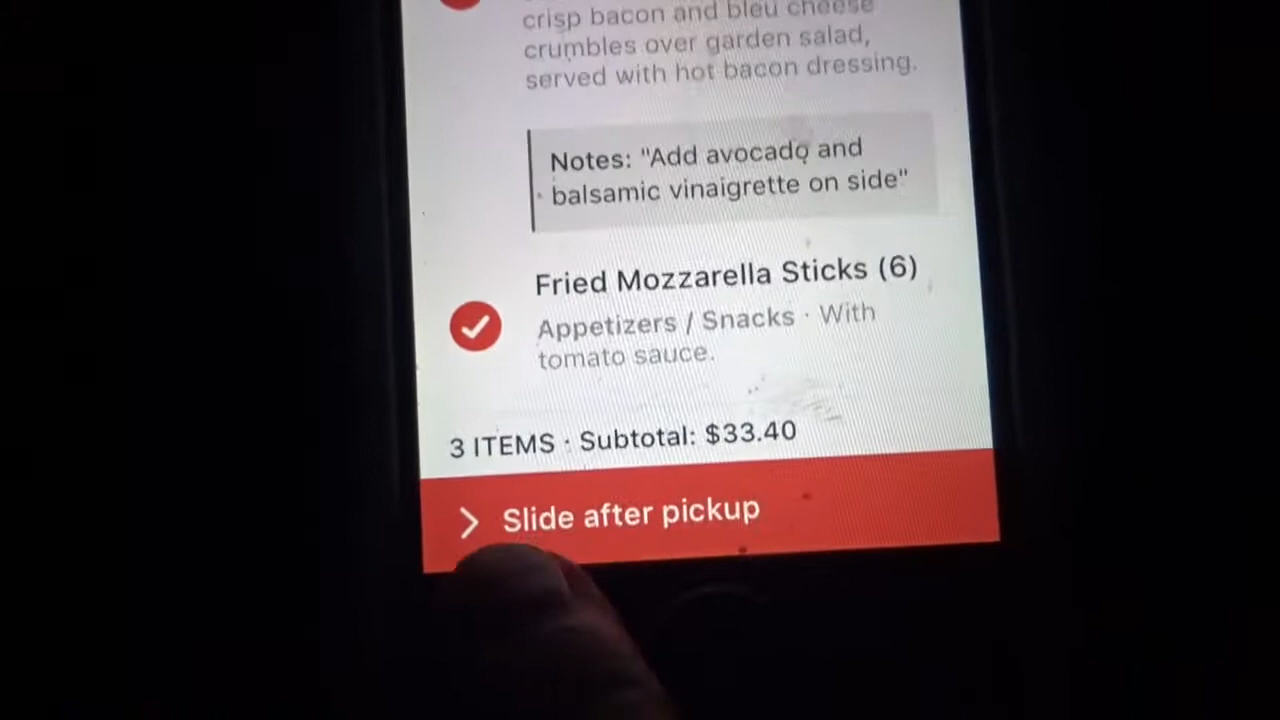 crisp bacon and bleu cheese
crumbles over garden salad,
served with hot bacon dressing.
Notes: "Add avocado and
balsamic vinaigrette on side"
Fried Mozzarella Sticks (6)
Appetizers / Snacks · With
tomato sauce.
3 ITEMS · Subtotal: $33.40
Slide after pickup